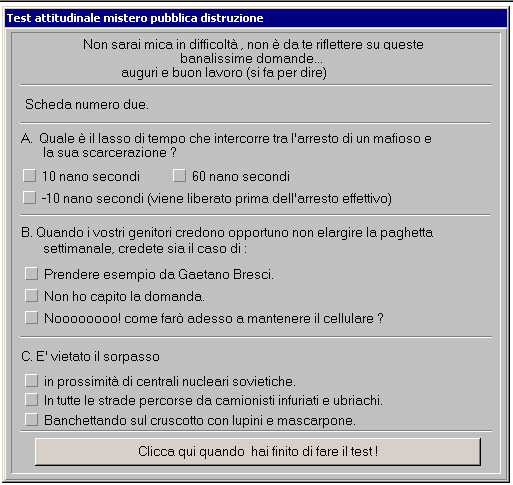 Test attitudinale mistero pubblica distruzione
Non sarai mica in difficoltà , non è da te riflettere su queste
banalissime domande...
auguri e buon lavoro (si fa per dire)
Scheda numero due.
A. Quale è il lasso di tempo che intercorre tra l'arresto di un mafioso e
la sua scarcerazione ?
10 nano secondi 60 nano secondi
-10 nano secondi (viene liberato prima dell'arresto effettivo)
B. Quando i vostri genitori credono opportuno non elargire la paghetta
settimanale, credete sia il caso di :
Prendere esempio da Gaetano Bresci.
Non ho capito la domanda.
Noooooooo! come farò adesso a mantenere il cellulare ?
C. E' vietato il sorpasso
in prossimità di centrali nucleari sovietiche.
In tutte le strade percorse da camionisti infuriati e ubriachi.
Banchettando sul cruscotto con lupini e mascarpone.
Clicca qui quando hai finito di fare il test !